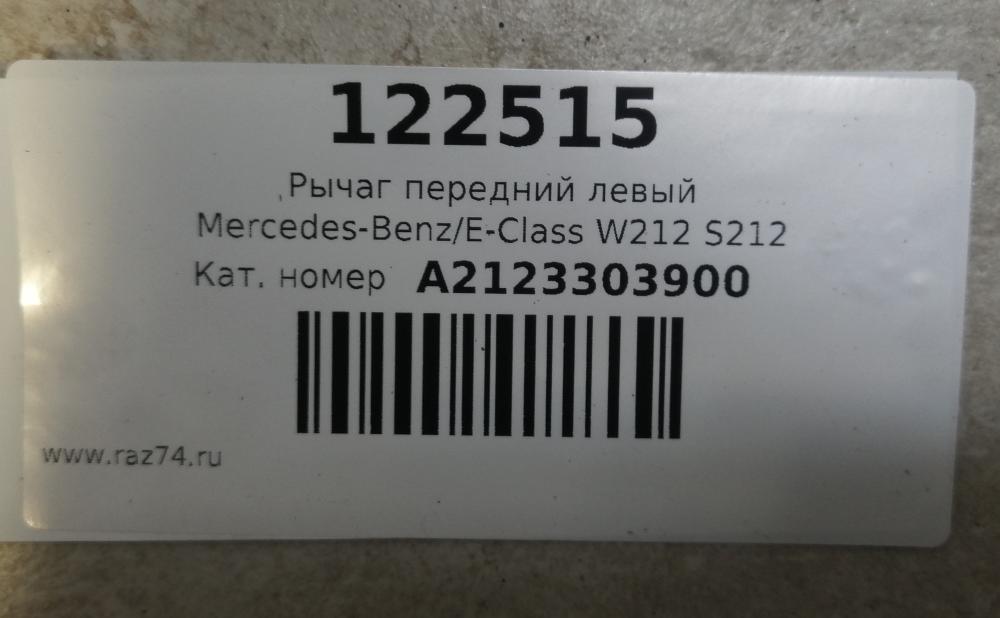 122515
,Рычаг передний левый
Mercedes-Benz/E-Class W212 S212
Кат. номер A2123303900
www.raz74.ru